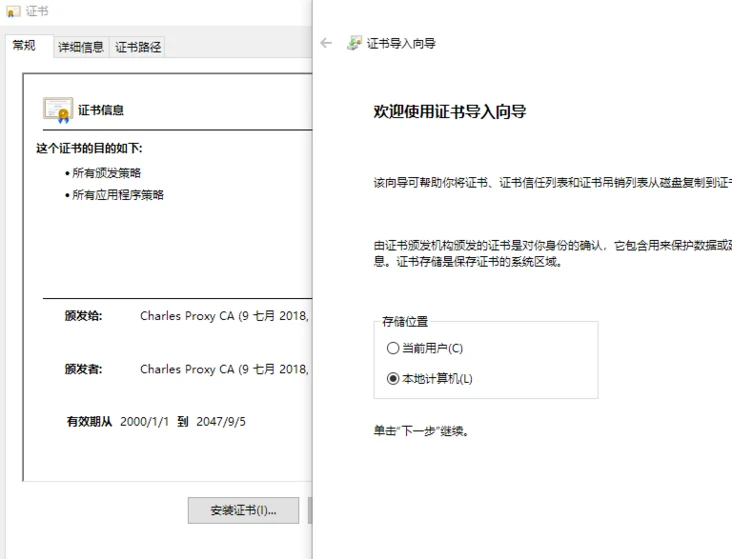 证书
常规 详细信息 证书路径
证书信息
这个证书的目的如下:
• 所有颁发策略
• 所有应用程序策略
颁发给: Charles Proxy CA (9 七月 2018,
颁发者: Charles Proxy CA (9 七月 2018,
有效期从 2000/1/1 到 2047/9/5
安装证书(I)...
证书导入向导
欢迎使用证书导入向导
该向导可帮助你将证书、证书信任列表和证书吊销列表从磁盘复制到证
由证书颁发机构颁发的证书是对你身份的确认，它包含用来保护数据或
息。证书存储是保存证书的系统区域。
存储位置
当前用户(C)
本地计算机(L)
单击“下一步”继续。